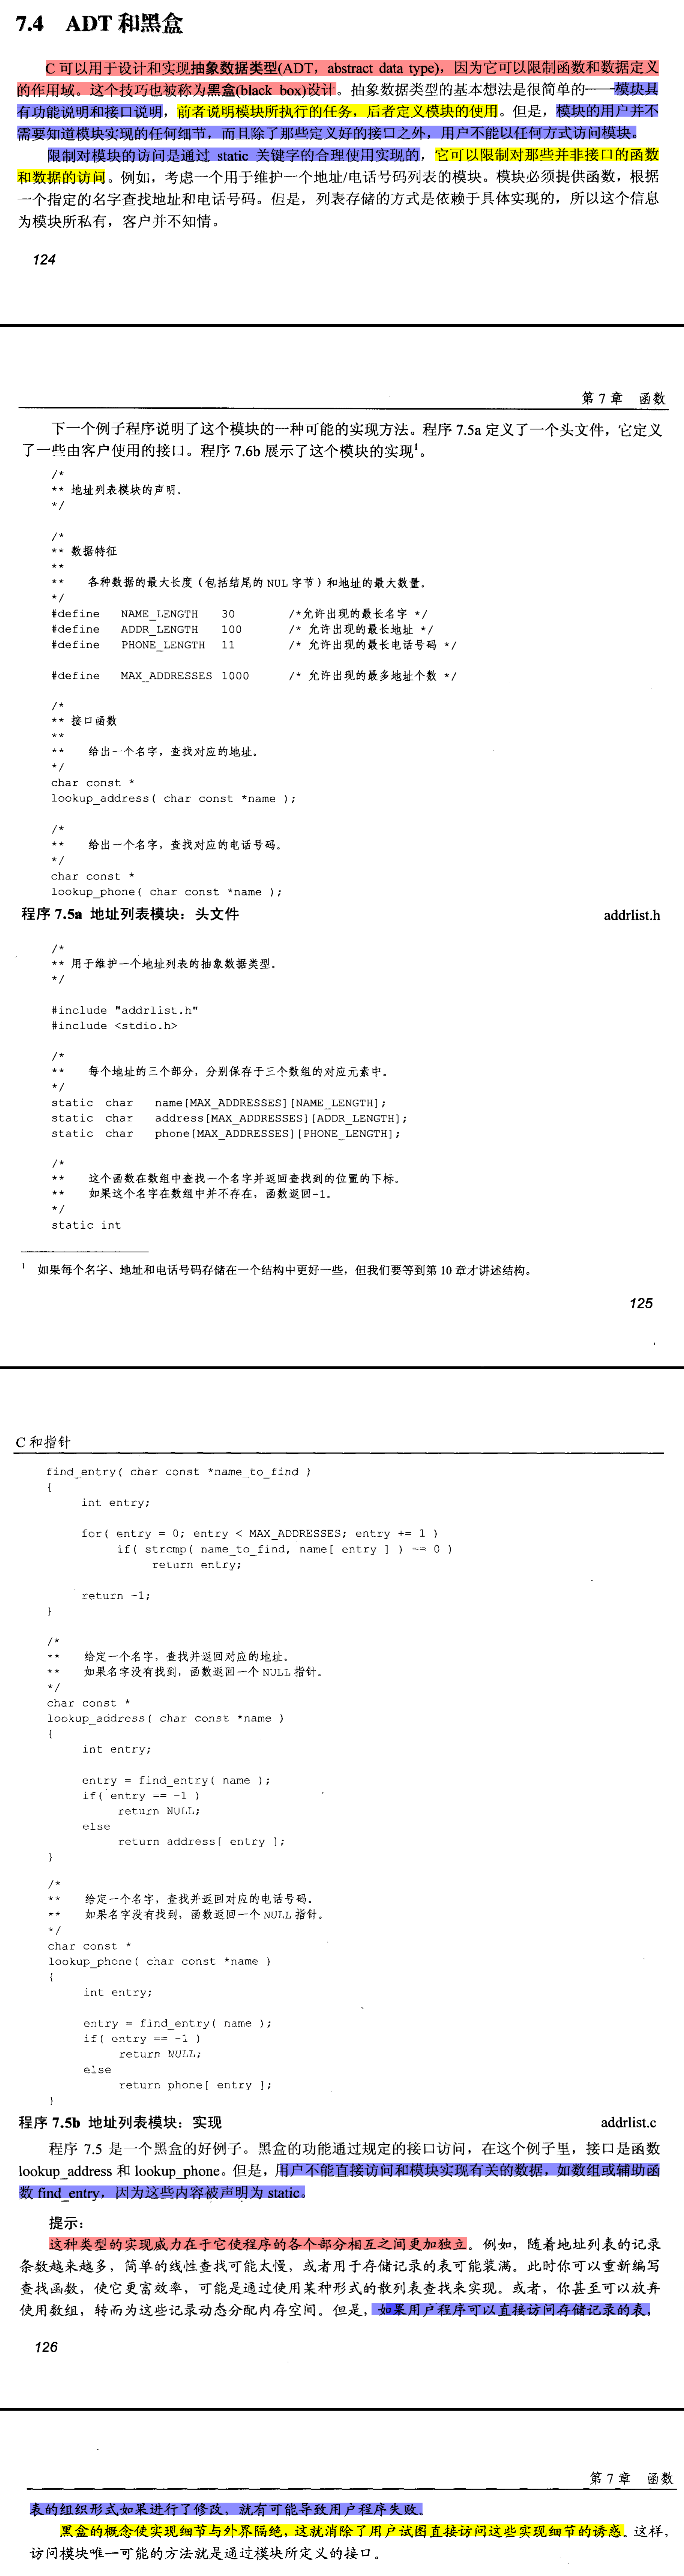 7.4 ADT 和黑盒
C 可以用于设计和实现抽象数据类型(ADT，abstract data type)，因为它可以限制函数和数据定义
的作用域。这个技巧也被称为黑盒(black box)设计。抽象数据类型的基本想法是很简单的——模块具
有功能说明和接口说明，前者说明模块所执行的任务，后者定义模块的使用。但是，模块的用户并不
需要知道模块实现的任何细节，而且除了那些定义好的接口之外，用户不能以任何方式访问模块。
限制对模块的访问是通过 static 关键字的合理使用实现的，它可以限制对那些并非接口的函数
和数据的访问。例如，考虑一个用于维护一个地址/电话号码列表的模块。模块必须提供函数，根据
一个指定的名字查找地址和电话号码。但是，列表存储的方式是依赖于具体实现的，所以这个信息
为模块所私有，客户并不知情。
124
第 7 章 函数
下一个例子程序说明了这个模块的一种可能的实现方法。程序 7.5a 定义了一个头文件，它定义
了一些由客户使用的接口。程序 7.6b 展示了这个模块的实现1。
/*
** 地址列表模块的声明。
*/
/*
** 数据特征
**
** 各种数据的最大长度（包括结尾的 NUL 字节）和地址的最大数量。
*/
#define NAME_LENGTH 30 /*允许出现的最长名字 */
#define ADDR_LENGTH 100 /* 允许出现的最长地址 */
#define PHONE_LENGTH 11 /* 允许出现的最长电话号码 */
#define MAX_ADDRESSES 1000 /* 允许出现的最多地址个数 */
/*
** 接口函数
**
** 给出一个名字，查找对应的地址。
*/
char const *
lookup_address( char const *name );
/*
** 给出一个名字，查找对应的电话号码。
*/
char const *
lookup_phone( char const *name );
程序 7.5a 地址列表模块：头文件 addrlist.h
/*
** 用于维护一个地址列表的抽象数据类型。
*/
#include "addrlist.h"
#include <stdio.h>
/*
** 每个地址的三个部分，分别保存于三个数组的对应元素中。
*/
static char name[MAX_ADDRESSES][NAME_LENGTH];
static char address[MAX_ADDRESSES][ADDR_LENGTH];
static char phone[MAX_ADDRESSES][PHONE_LENGTH];
/*
** 这个函数在数组中查找一个名字并返回查找到的位置的下标。
** 如果这个名字在数组中并不存在，函数返回-1。
*/
static int
1 如果每个名字、地址和电话号码存储在一个结构中更好一些，但我们要等到第 10 章才讲述结构。
125
C 和指针
find_entry( char const *name_to_find )
{
int entry;
for( entry = 0; entry < MAX_ADDRESSES; entry += 1 )
if( strcmp( name_to_find, name[ entry ] ) == 0 )
return entry;
return -1;
}
/*
** 给定一个名字，查找并返回对应的地址。
** 如果名字没有找到，函数返回一个 NULL 指针。
*/
char const *
lookup_address( char const *name )
{
int entry;
entry = find_entry( name );
if( entry == -1 )
return NULL;
else
return address[ entry ];
}
/*
** 给定一个名字，查找并返回对应的电话号码。
** 如果名字没有找到，函数返回一个 NULL 指针。
*/
char const *
lookup_phone( char const *name )
{
int entry;
entry = find_entry( name );
if( entry == -1 )
return NULL;
else
return phone[ entry ];
}
程序 7.5b 地址列表模块：实现 addrlist.c
程序 7.5 是一个黑盒的好例子。黑盒的功能通过规定的接口访问，在这个例子里，接口是函数
lookup_address 和 lookup_phone。但是，用户不能直接访问和模块实现有关的数据，如数组或辅助函
数 find_entry，因为这些内容被声明为 static。
提示：
这种类型的实现威力在于它使程序的各个部分相互之间更加独立。例如，随着地址列表的记录
条数越来越多，简单的线性查找可能太慢，或者用于存储记录的表可能装满。此时你可以重新编写
查找函数，使它更富效率，可能是通过使用某种形式的散列表查找来实现。或者，你甚至可以放弃
使用数组，转而为这些记录动态分配内存空间。但是，如果用户程序可以直接访问存储记录的表，
126
第 7 章 函数
表的组织形式如果进行了修改，就有可能导致用户程序失败。
黑盒的概念使实现细节与外界隔绝，这就消除了用户试图直接访问这些实现细节的诱惑。这样，
访问模块唯一可能的方法就是通过模块所定义的接口。